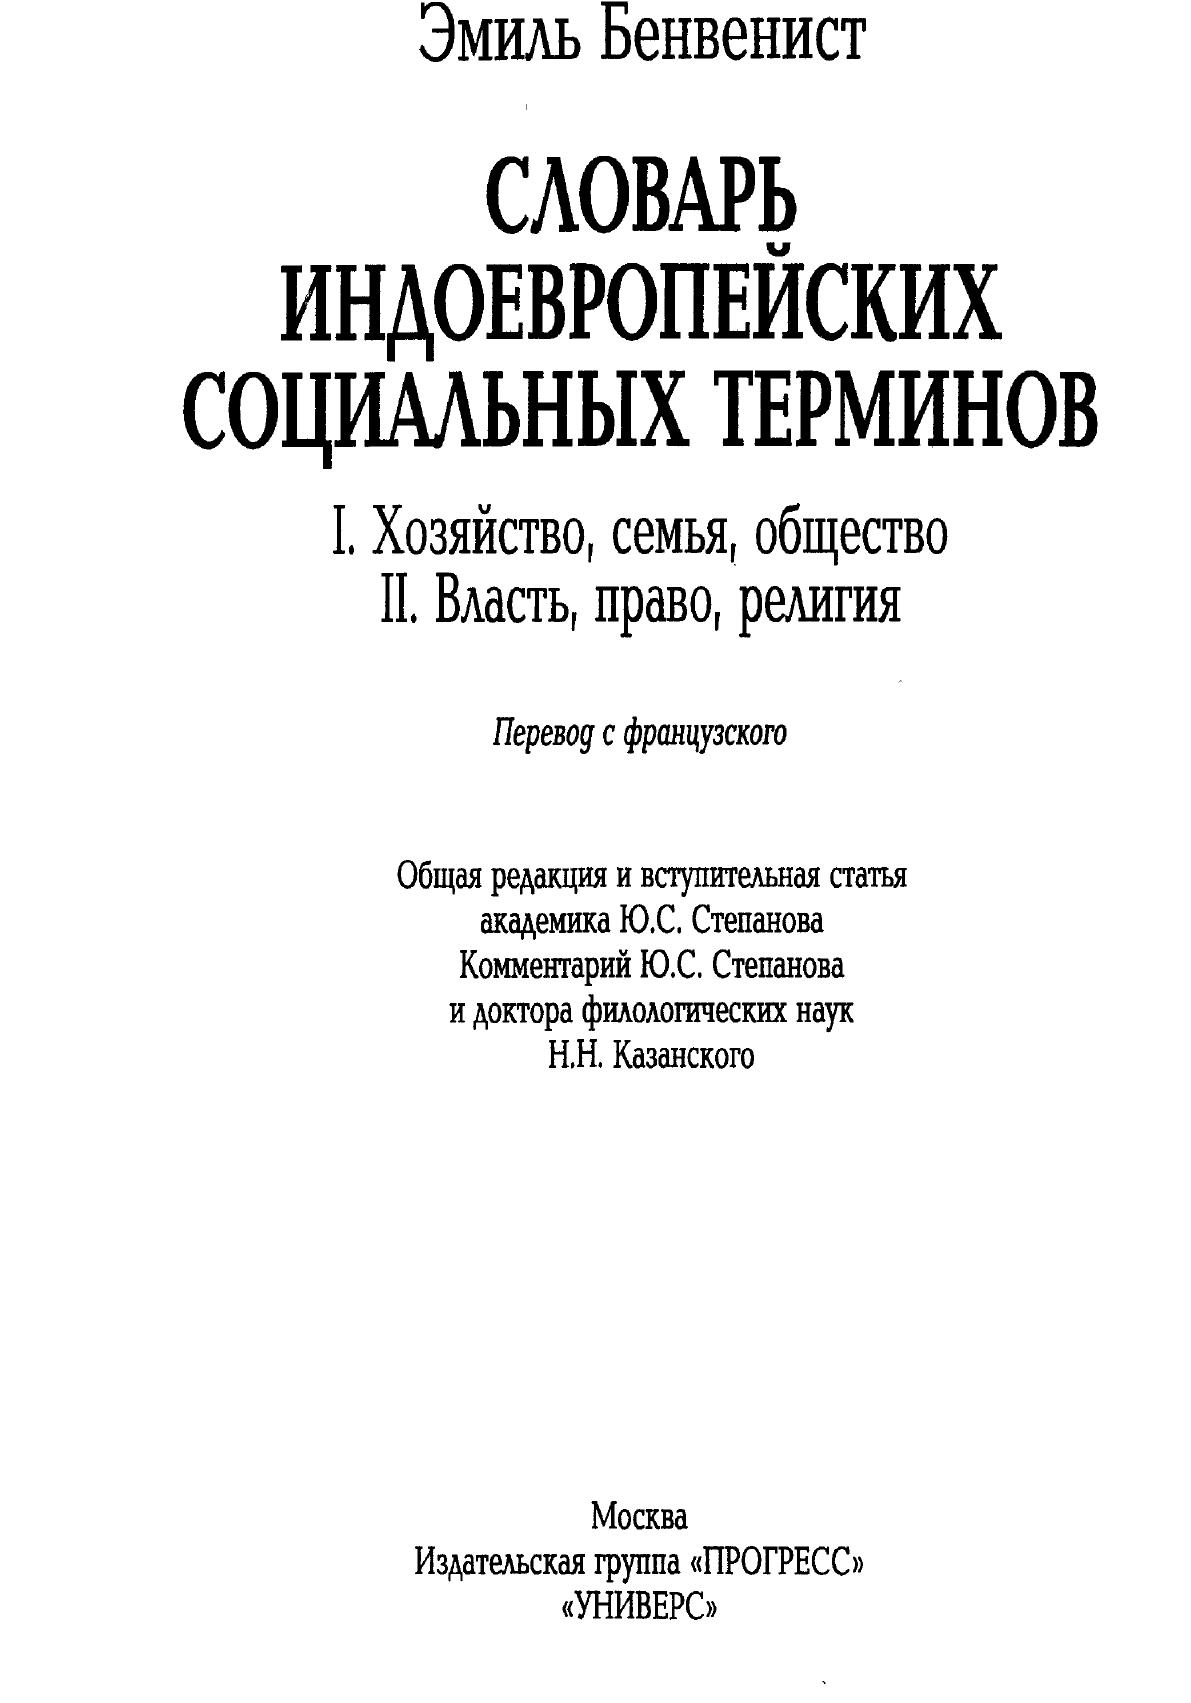 Эмиль Бенвенист
СЛОВАРЬ
ИНДОЕВРОПЕЙСКИХ
СОЦИАЛЬНЫХ ТЕРМИНОВ
I. Хозяйство, семья, общество
II. Власть, право, религия
Перевод с французского
Общая редакция и вступительная статья
академика Ю.С. Степанова
Комментарий Ю.С. Степанова
и доктора филологических наук
Н.Н. Казанского
Москва
Издательская группа «ПРОГРЕСС»
«УНИВЕРС»